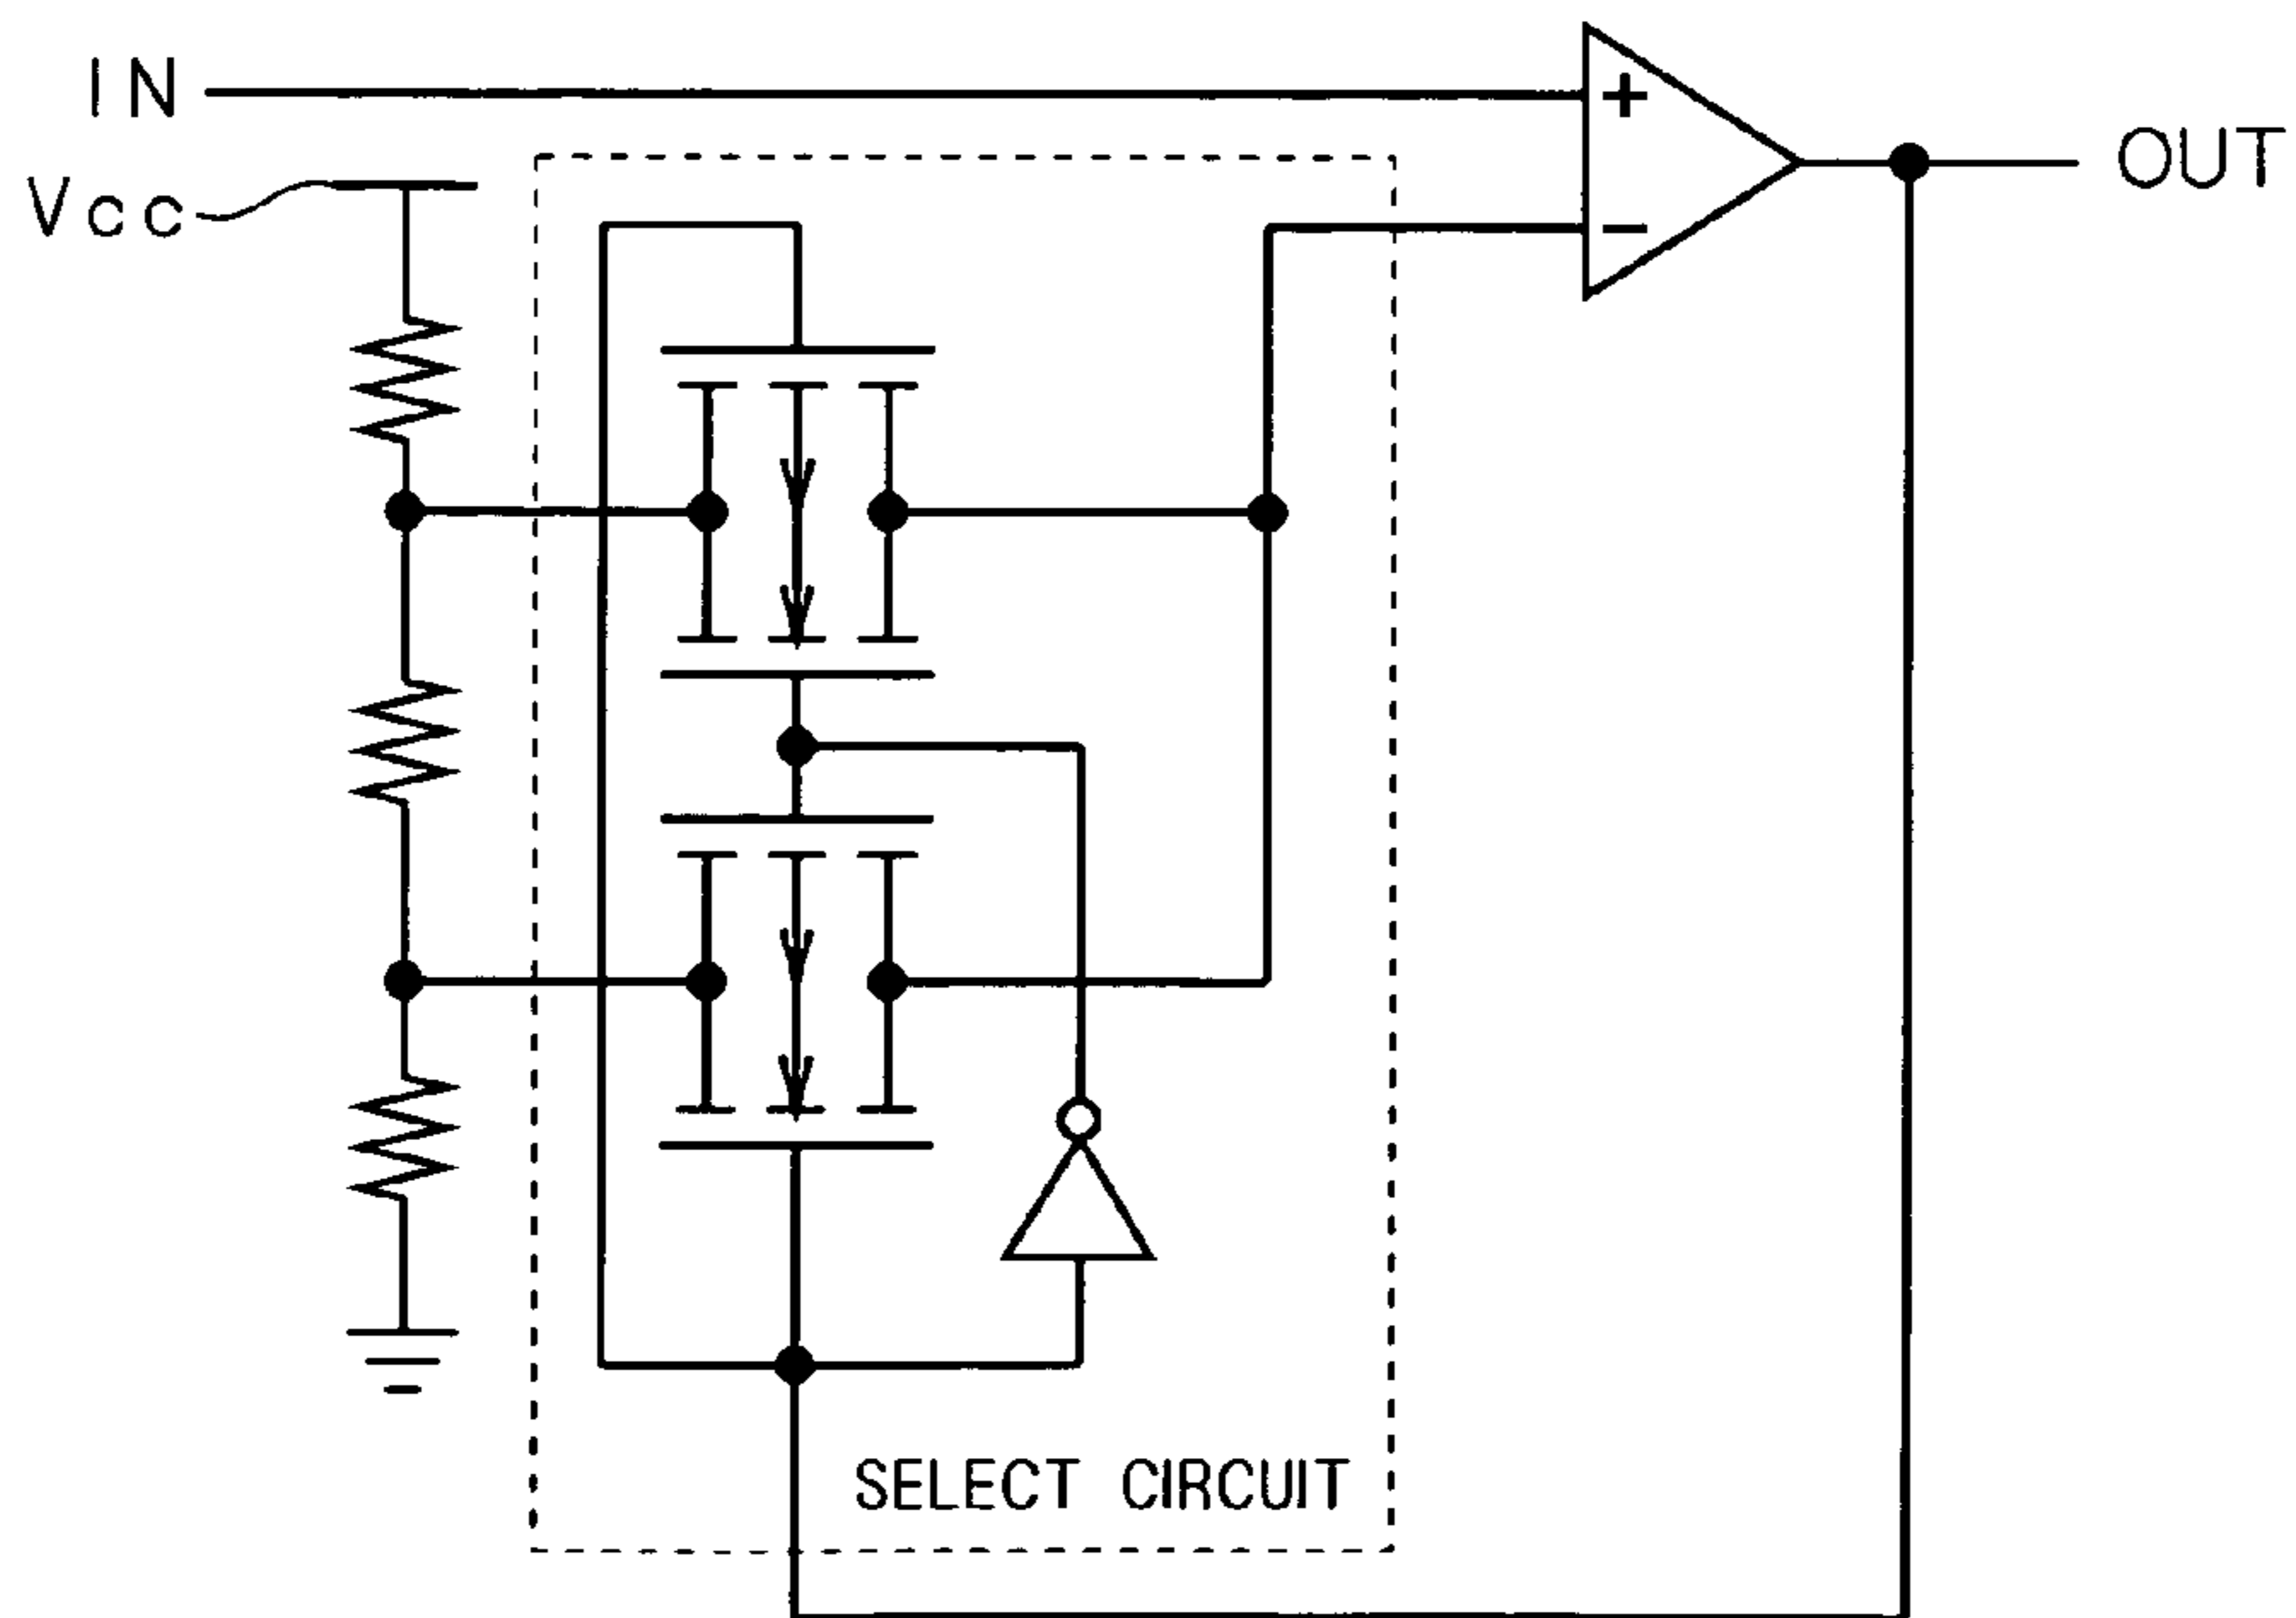 IN
Vcc
+
−
OUT
SELECT CIRCUIT